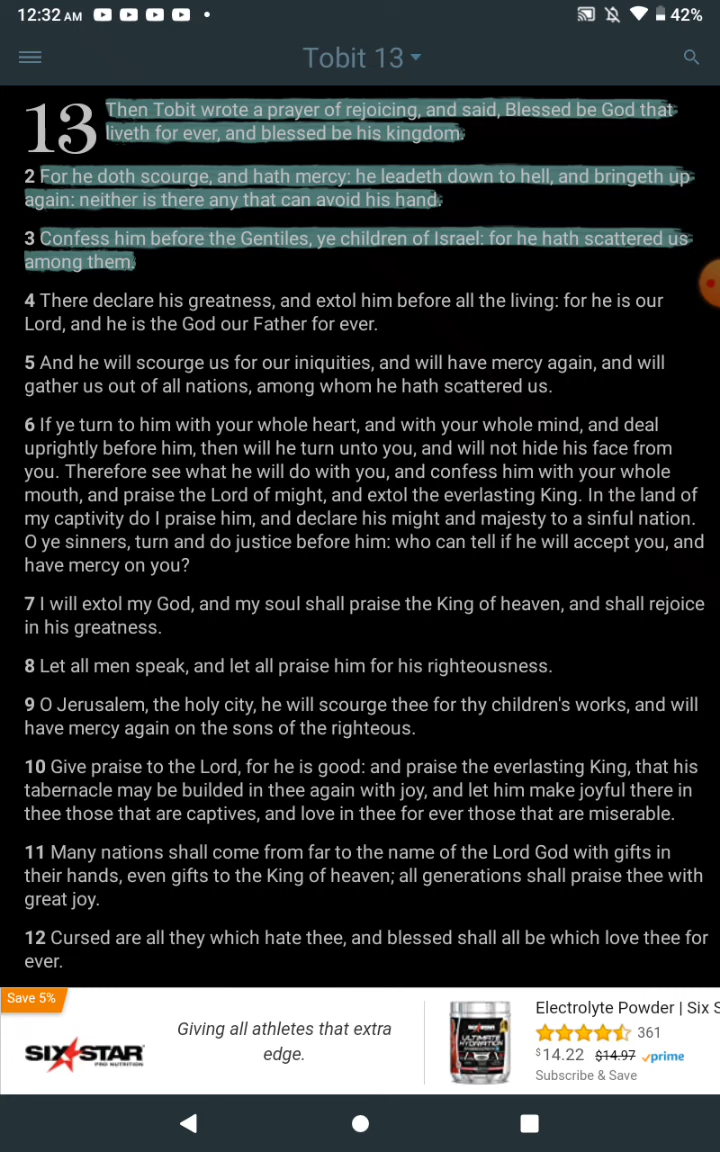 12:32 AM
42%
Tobit 13
13 Then Tobit wrote a prayer of rejoicing, and said, Blessed be God that
liveth for ever, and blessed be his kingdom.
2 For he doth scourge, and hath mercy: he leadeth down to hell, and bringeth up
again: neither is there any that can avoid his hand.
3 Confess him before the Gentiles, ye children of Israel: for he hath scattered us
among them.
4 There declare his greatness, and extol him before all the living: for he is our
Lord, and he is the God our Father for ever.
5 And he will scourge us for our iniquities, and will have mercy again, and will
gather us out of all nations, among whom he hath scattered us.
6 If ye turn to him with your whole heart, and with your whole mind, and deal
uprightly before him, then will he turn unto you, and will not hide his face from
you. Therefore see what he will do with you, and confess him with your whole
mouth, and praise the Lord of might, and extol the everlasting King. In the land of
my captivity do I praise him, and declare his might and majesty to a sinful nation.
O ye sinners, turn and do justice before him: who can tell if he will accept you, and
have mercy on you?
7 I will extol my God, and my soul shall praise the King of heaven, and shall rejoice
in his greatness.
8 Let all men speak, and let all praise him for his righteousness.
9 O Jerusalem, the holy city, he will scourge thee for thy children's works, and will
have mercy again on the sons of the righteous.
10 Give praise to the Lord, for he is good: and praise the everlasting King, that his
tabernacle may be builded in thee again with joy, and let him make joyful there in
thee those that are captives, and love in thee for ever those that are miserable.
11 Many nations shall come from far to the name of the Lord God with gifts in
their hands, even gifts to the King of heaven; all generations shall praise thee with
great joy.
12 Cursed are all they which hate thee, and blessed shall all be which love thee for
ever.
Save 5%
SIX STAR
PRO NUTRITION
Giving all athletes that extra
edge.
SIX STAR
ULTIMATE
HYDRATION
Electrolyte Powder | Six S
361
$14.22 $14.97 prime
Subscribe & Save